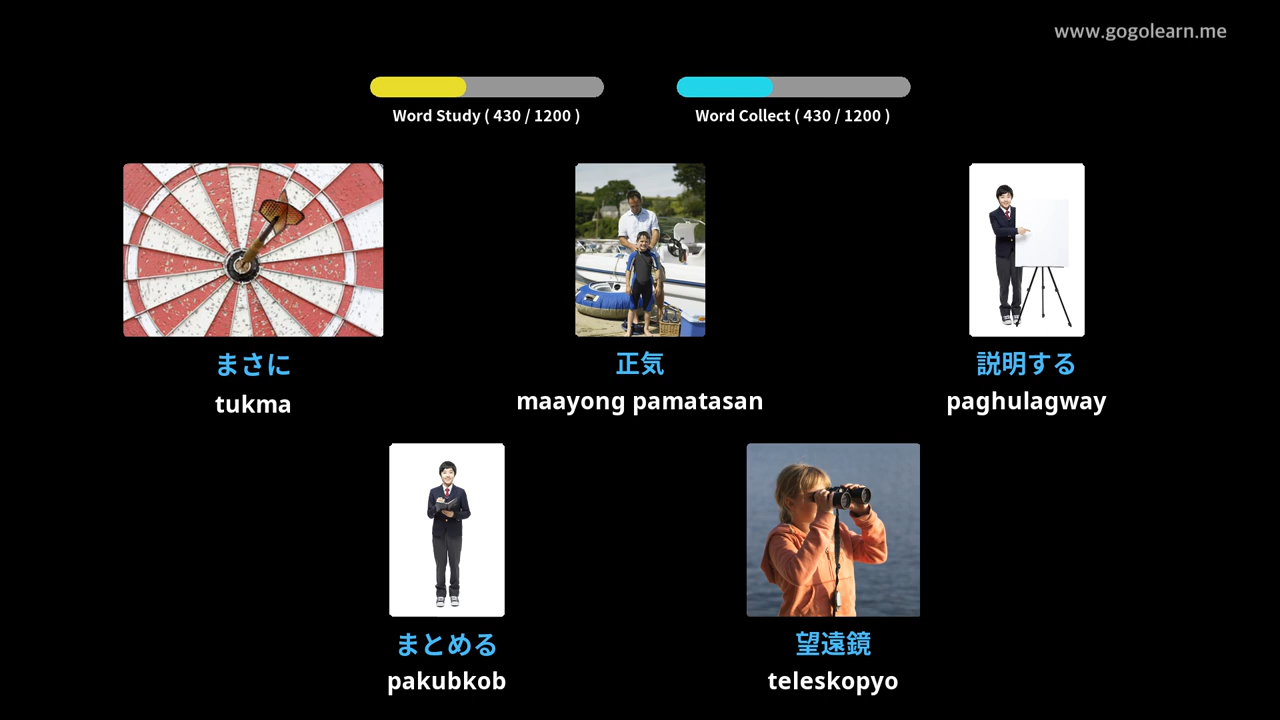 www.gogolearn.me
Word Study ( 430 / 1200 )
Word Collect ( 430 / 1200 )
まさに
tukma
正気
maayong pamatasan
説明する
paghulagway
まとめる
pakubkob
望遠鏡
teleskopyo